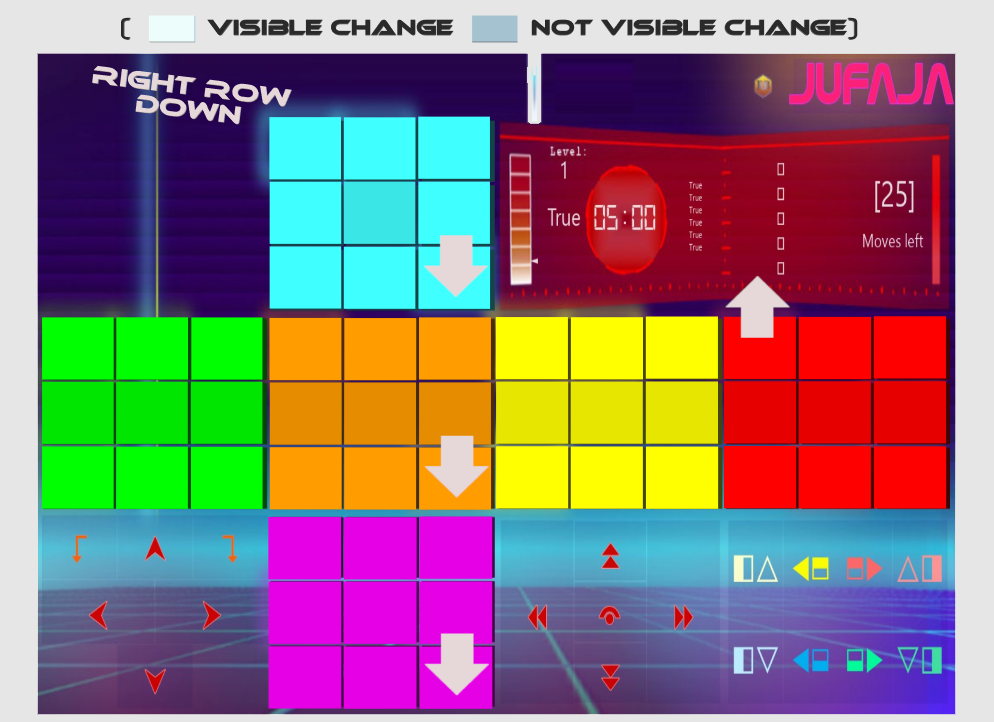 ( VISIBLE CHANGE NOT VISIBLE CHANGE)
RIGHT ROW
DOWN
JUFAJA
Level:
1
True
05:00
True
True
True
True
True
True
[25]
Moves left